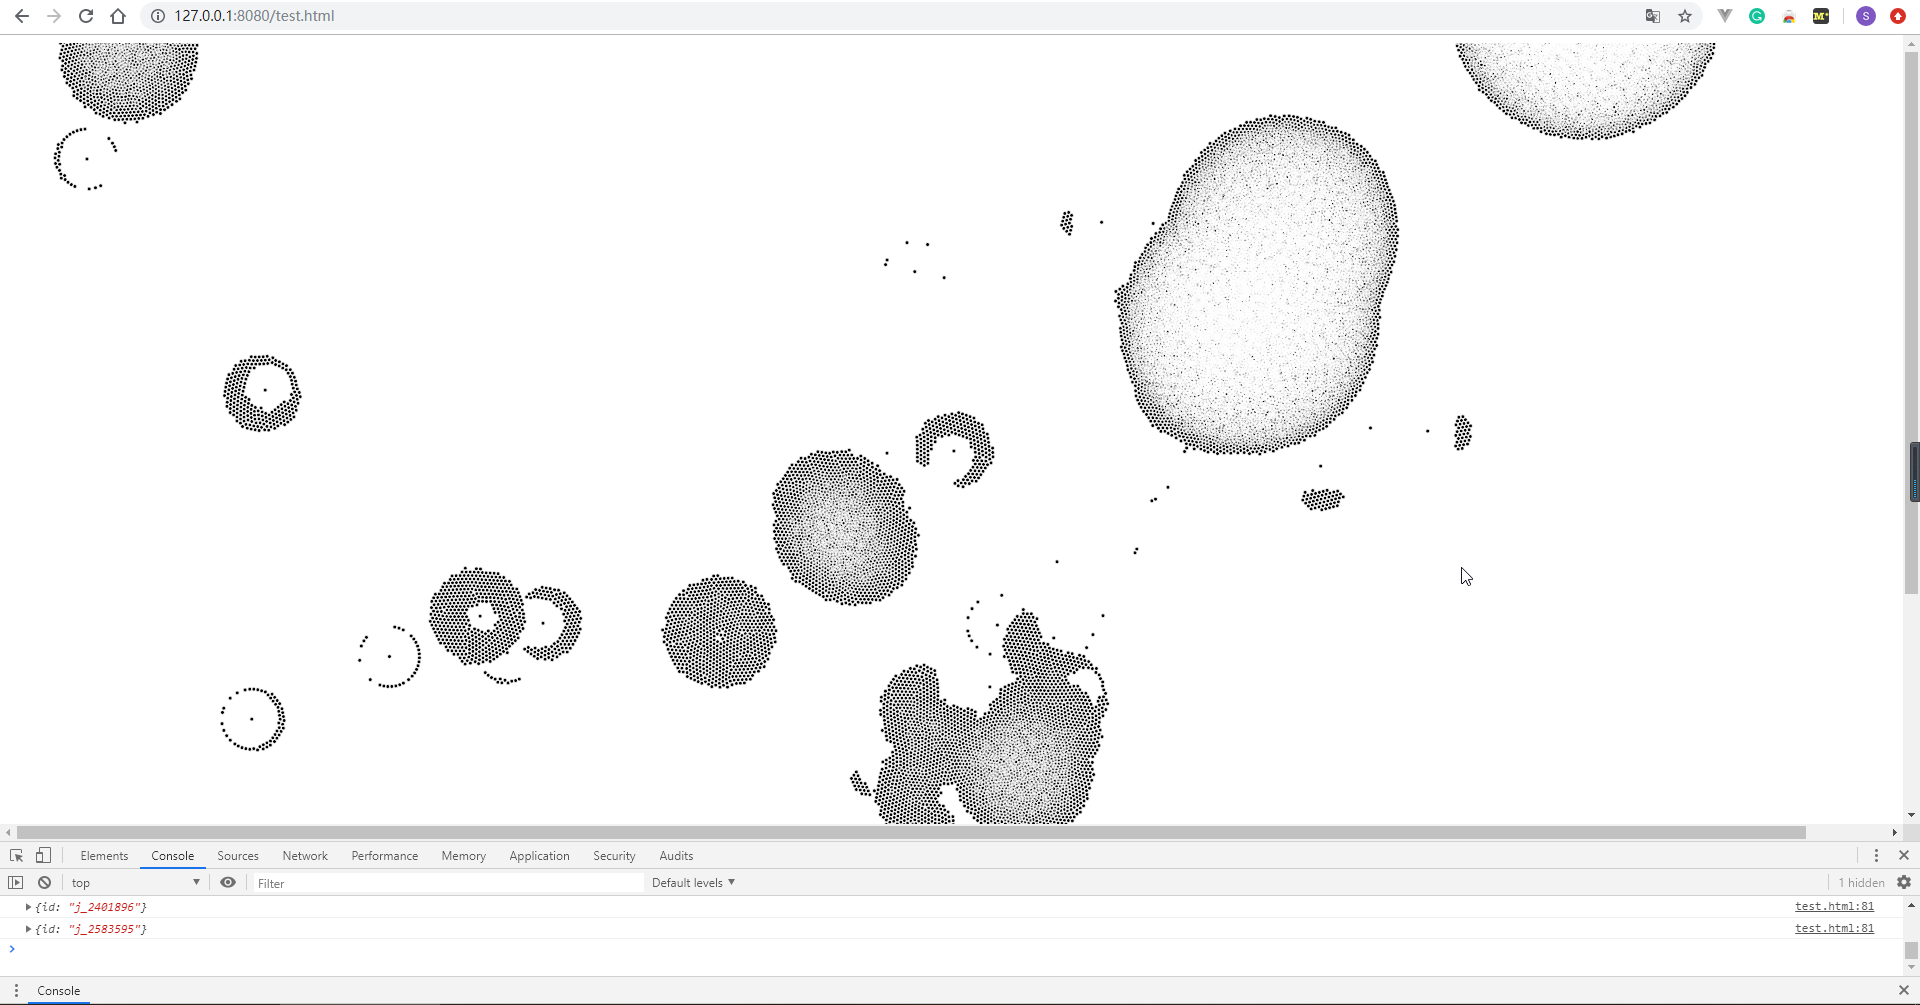 127.0.0.1:8080/test.html
S
Elements Console Sources Network Performance Memory Application Security Audits
top Filter Default levels 1 hidden
{id: "j_2401896"} test.html:81
{id: "j_2583595"} test.html:81
Console